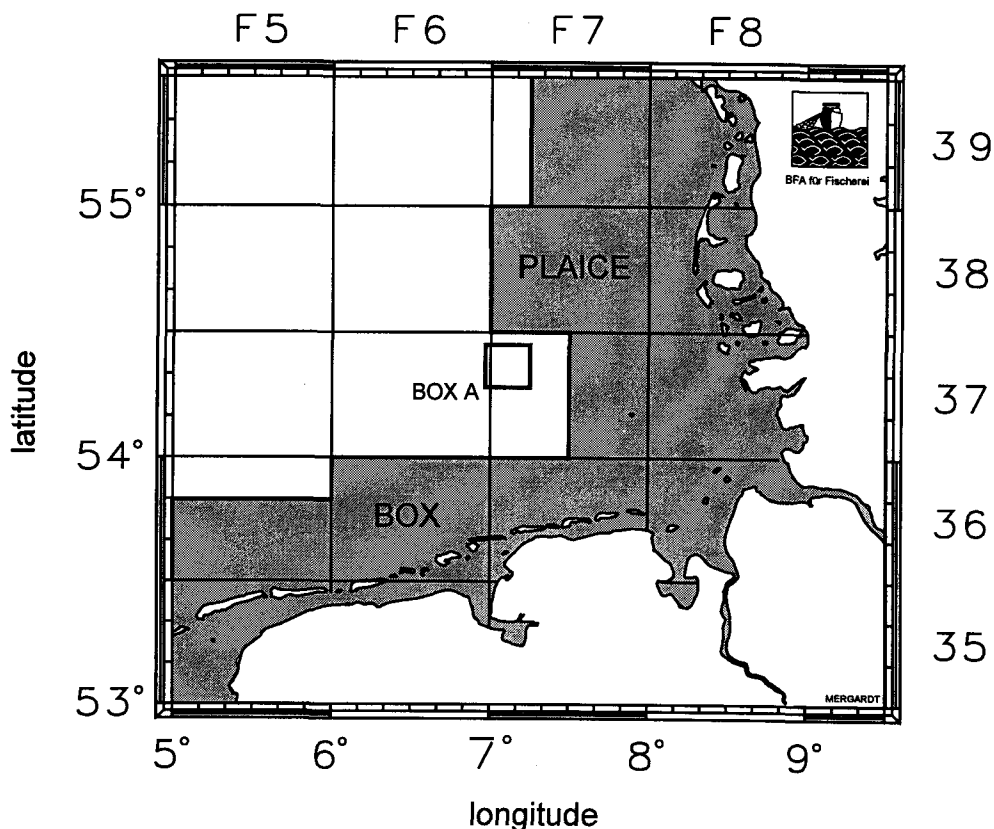 F5 F6 F7 F8
BFA für Fischerei
39
55°
38
PLAICE
BOX A
37
latitude
54°
BOX
36
35
53°
MERGARDT
5° 6° 7° 8° 9°
longitude